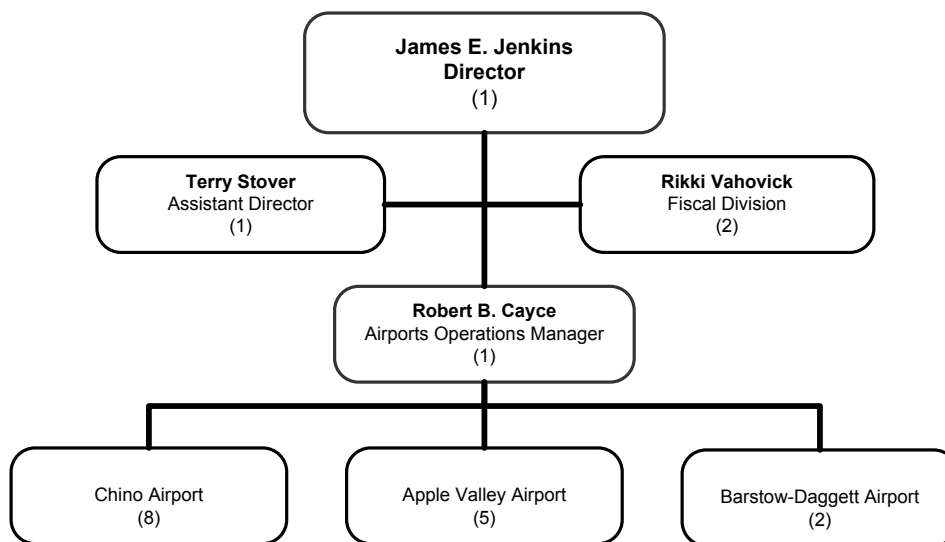 James E. Jenkins
Director
(1)
Terry Stover
Assistant Director
(1)
Rikki Vahovick
Fiscal Division
(2)
Robert B. Cayce
Airports Operations Manager
(1)
Chino Airport
(8)
Apple Valley Airport
(5)
Barstow-Daggett Airport
(2)